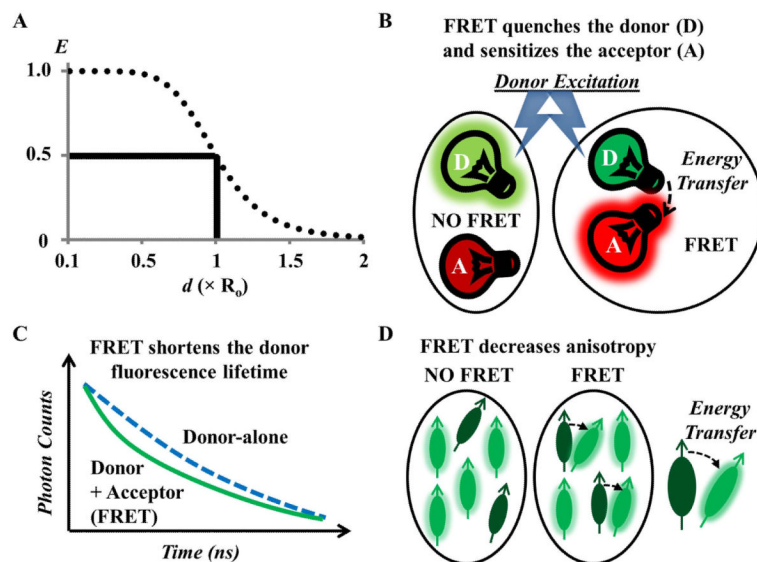 A
E
1.0
0.5
0
0.1
0.5
1
1.5
2
d (× Ro)
B
FRET quenches the donor (D)
and sensitizes the acceptor (A)
Donor Excitation
D
NO FRET
A
D
Energy
Transfer
A
FRET
C
FRET shortens the donor
fluorescence lifetime
Photon Counts
Donor-alone
Donor
+ Acceptor
(FRET)
Time (ns)
D
FRET decreases anisotropy
NO FRET
FRET
Energy
Transfer